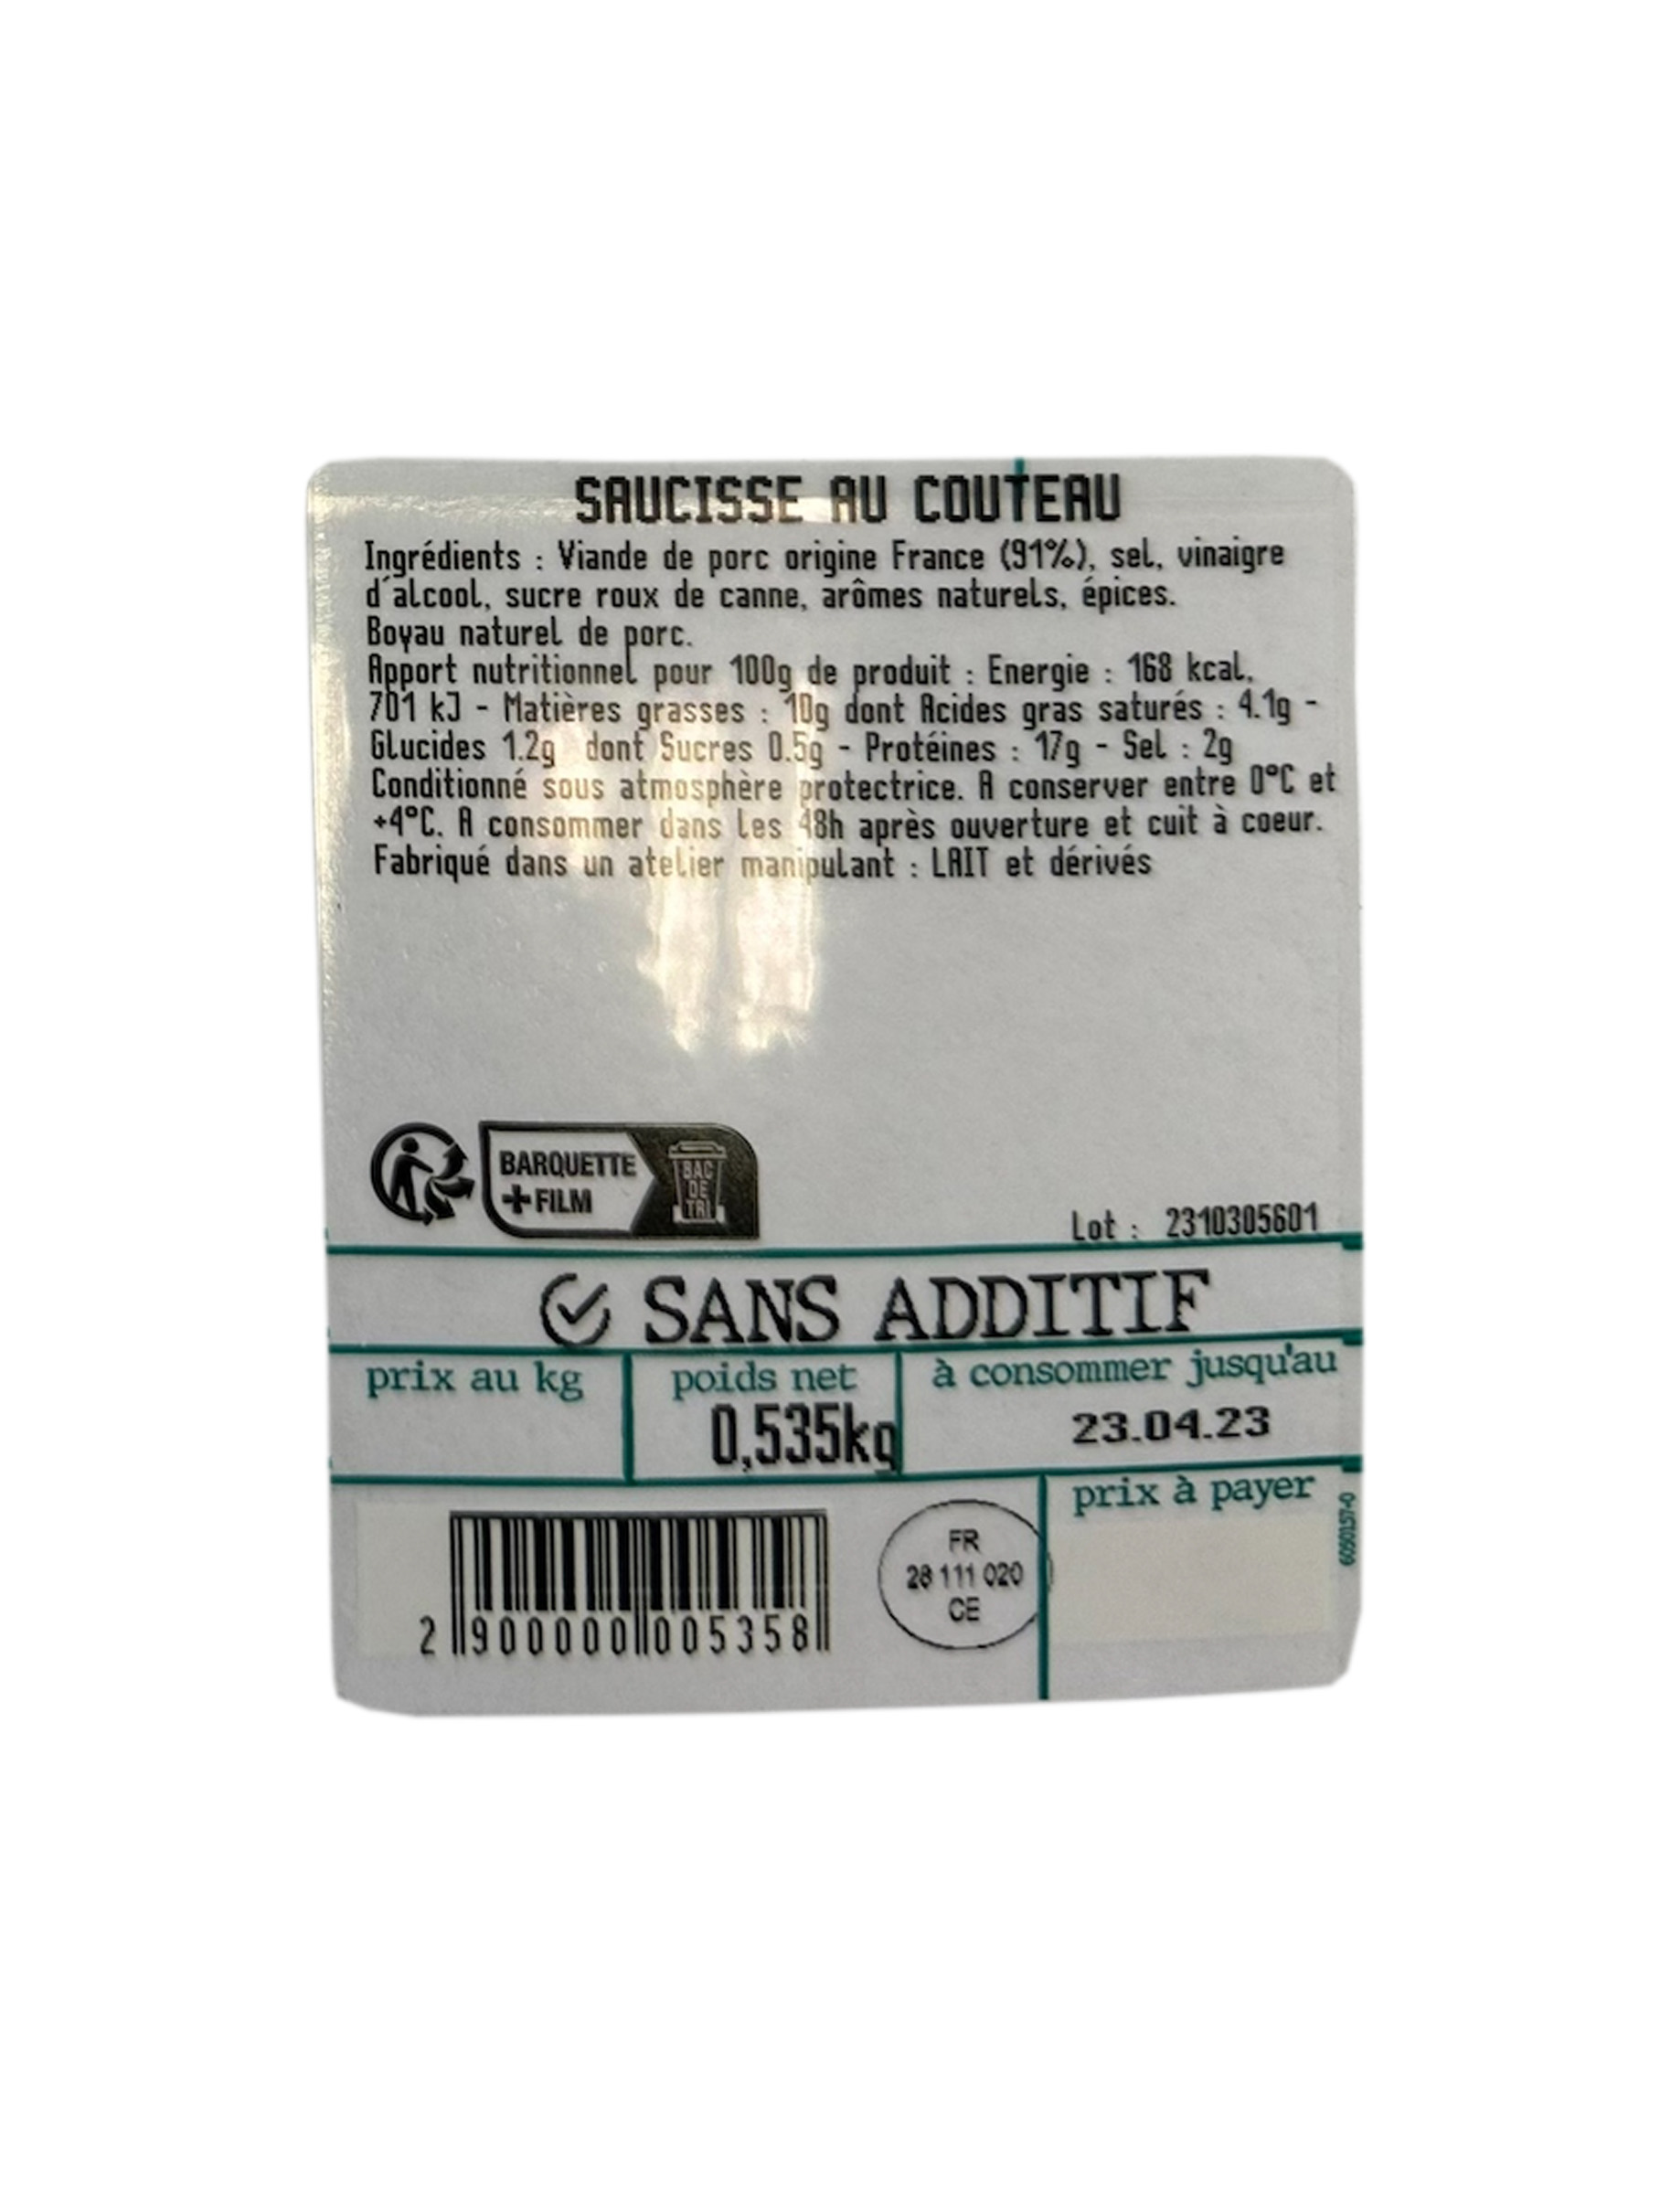 SAUCISSE AU COUTEAU
Ingrédients : Viande de porc origine France (91%), sel, vinaigre
d'alcool, sucre roux de canne, arômes naturels, épices.
Boyau naturel de porc.
Apport nutritionnel pour 100g de produit : Energie : 168 kcal,
701 kJ - Matières grasses : 10g dont Acides gras saturés : 4.1g -
Glucides 1.2g dont Sucres 0.5g - Protéines : 17g - Sel : 2g
Conditionné sous atmosphère protectrice. A conserver entre 0°C et
+4°C. A consommer dans les 48h après ouverture et cuit à coeur.
Fabriqué dans un atelier manipulant : LAIT et dérivés
BARQUETTE
+FILM
BAC
DE
TRI
Lot : 2310305601
SANS ADDITIF
prix au kg
poids net
0,535kg
à consommer jusqu'au
23.04.23
prix à payer
2 900000 005358
FR
28 111 020
CE
6090157-0